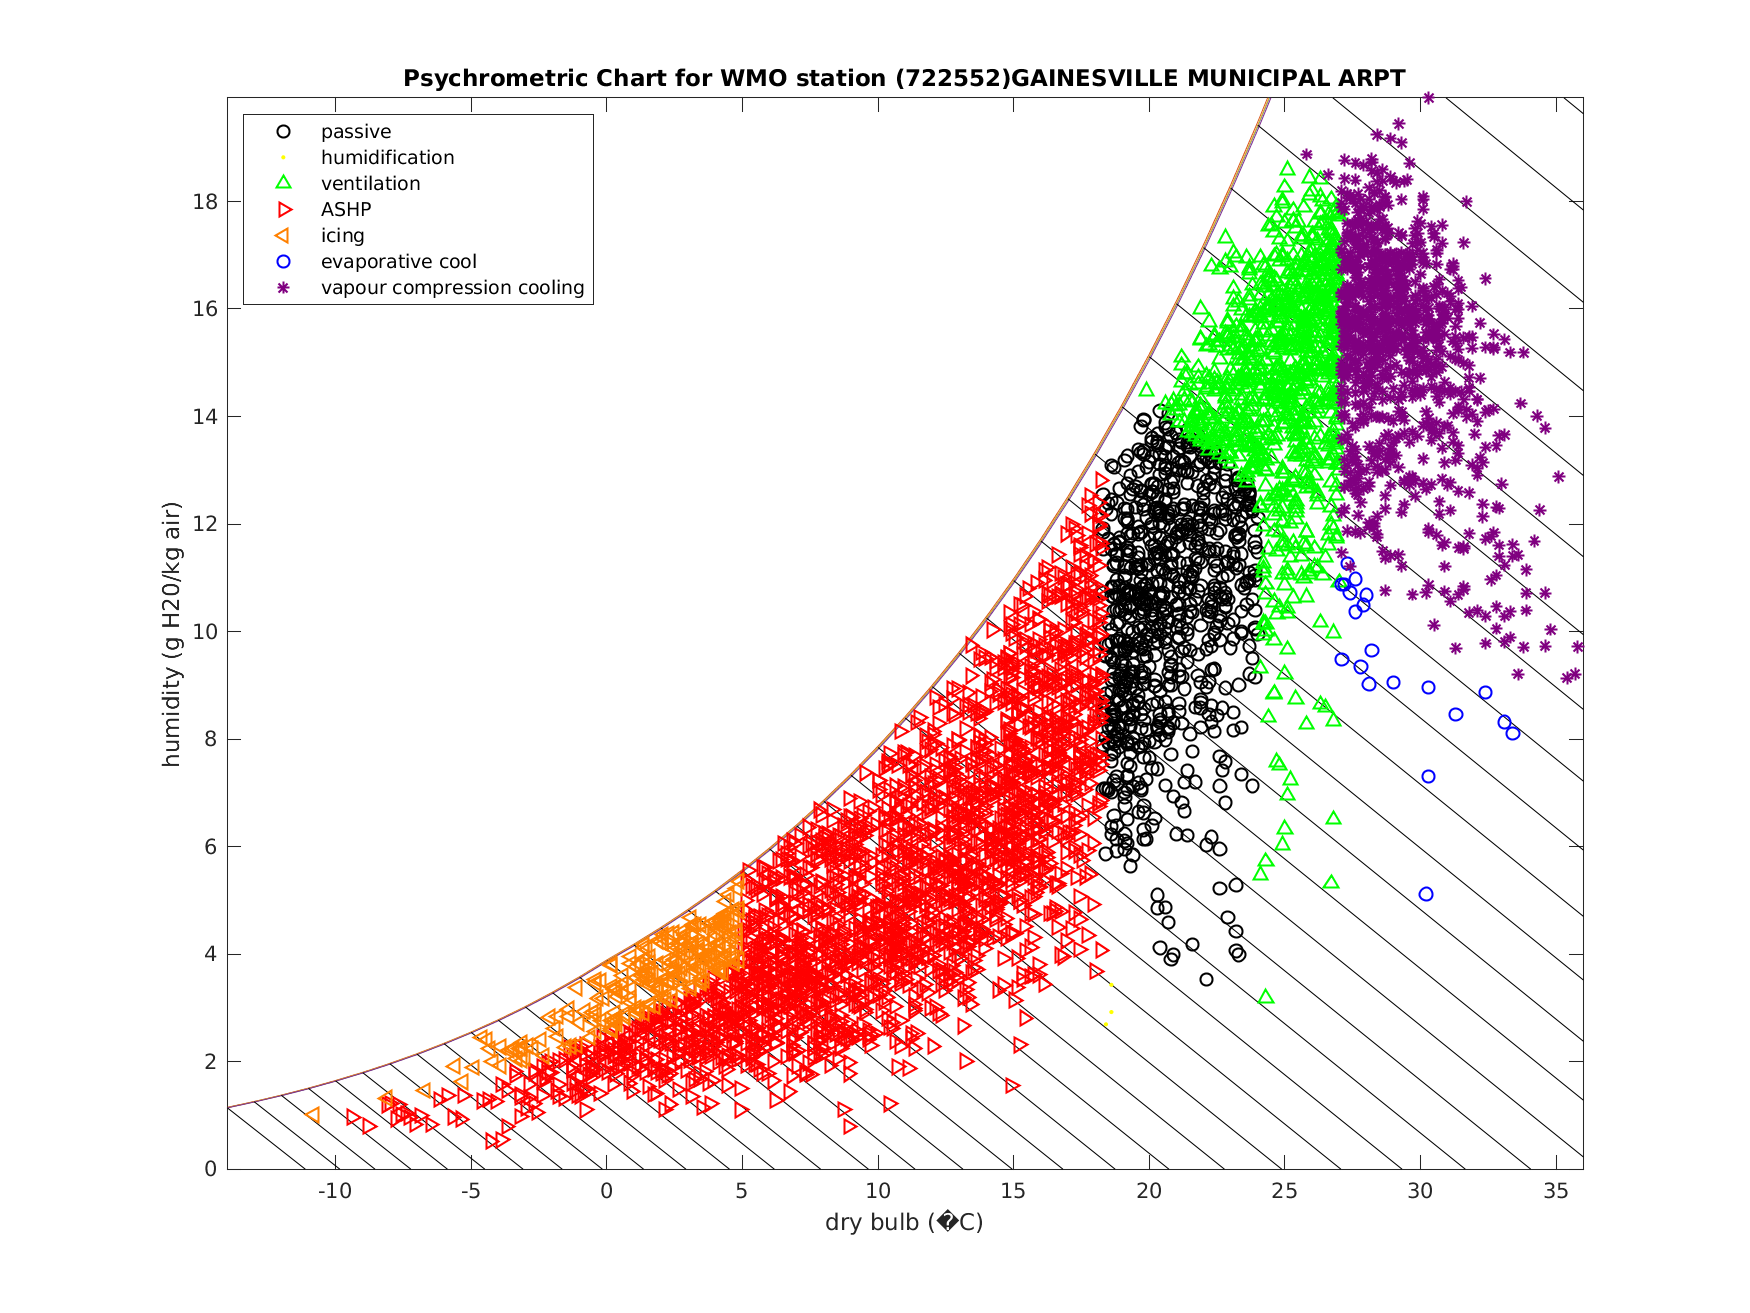 Psychrometric Chart for WMO station (722552)GAINESVILLE MUNICIPAL ARPT
passive
humidification
ventilation
ASHP
icing
evaporative cool
vapour compression cooling
humidity (g H20/kg air)
18
16
14
12
10
8
6
4
2
0
-10
-5
0
5
10
15
20
25
30
35
dry bulb (�C)